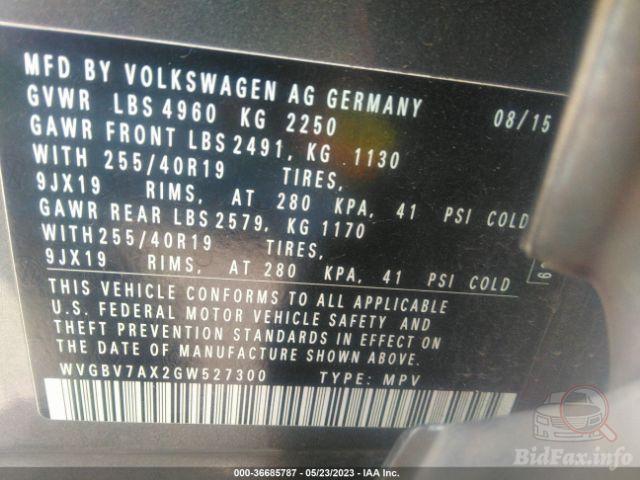 MFD BY VOLKSWAGEN AG GERMANY 08/15
GVWR LBS 4960 KG 2250
GAWR FRONT LBS 2491, KG 1130
WITH 255/40R19 TIRES,
9JX19 RIMS, AT 280 KPA, 41 PSI COLD
GAWR REAR LBS 2579, KG 1170
WITH 255/40R19 TIRES,
9JX19 RIMS, AT 280 KPA, 41 PSI COLD
THIS VEHICLE CONFORMS TO ALL APPLICABLE
U.S. FEDERAL MOTOR VEHICLE SAFETY AND
THEFT PREVENTION STANDARDS IN EFFECT ON
THE DATE OF MANUFACTURE SHOWN ABOVE.
WVGBV7AX2GW527300 TYPE: MPV
BidFax.info
000-36685787 - 05/23/2023 - IAA Inc.